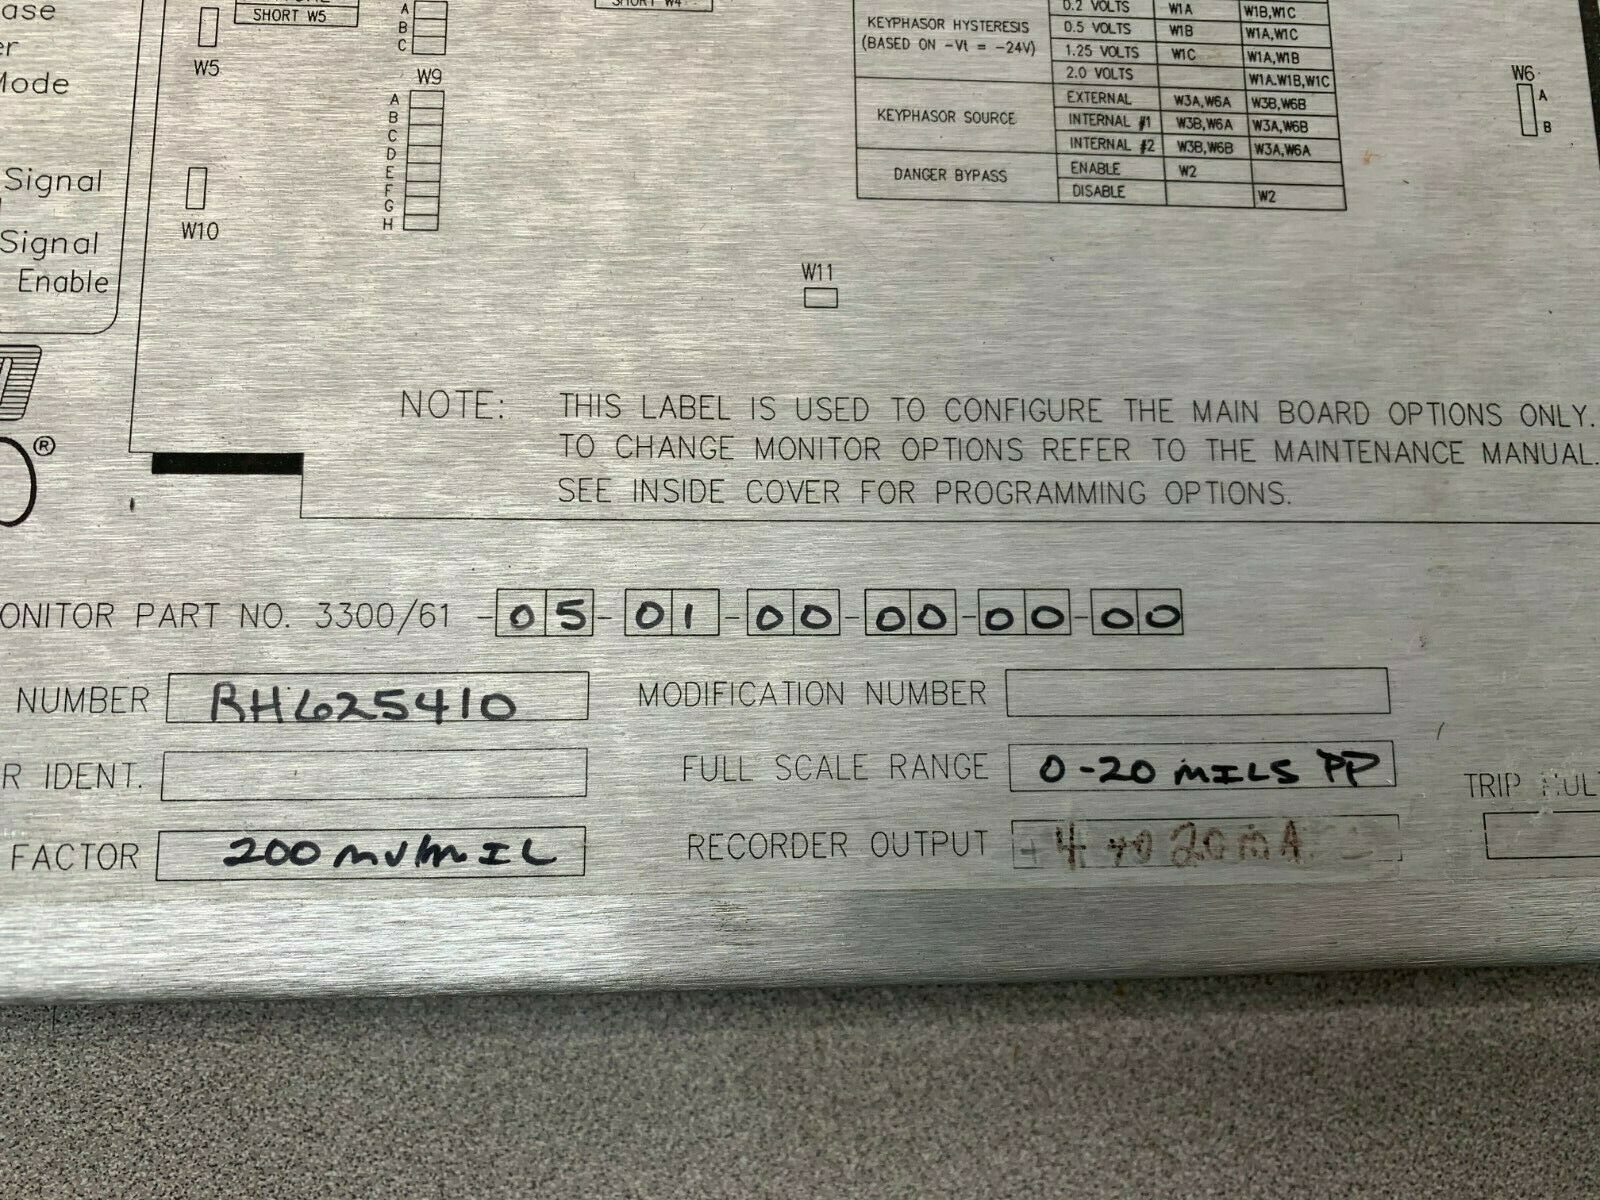 ase
er
Mode
Signal
Signal
Enable
®
SHORT W5
W5
W10
A
B
C
W9
A
B
C
D
E
F
G
H
SHORT W4
KEYPHASOR HYSTERESIS
(BASED ON -Vt = -24V)
0.2 VOLTS W1A W1B,W1C
0.5 VOLTS W1B W1A,W1C
1.25 VOLTS W1C W1A,W1B
2.0 VOLTS W1A.W1B,W1C
KEYPHASOR SOURCE
EXTERNAL W3A,W6A W3B,W6B
INTERNAL #1 W3B,W6A W3A,W6B
INTERNAL #2 W3B,W6B W3A,W6A
DANGER BYPASS
ENABLE W2
DISABLE W2
W6
A
B
W11
NOTE: THIS LABEL IS USED TO CONFIGURE THE MAIN BOARD OPTIONS ONLY.
TO CHANGE MONITOR OPTIONS REFER TO THE MAINTENANCE MANUAL.
SEE INSIDE COVER FOR PROGRAMMING OPTIONS.
ONITOR PART NO. 3300/61 -05-01-00-00-00-00
NUMBER RH625410 MODIFICATION NUMBER
R IDENT. FULL SCALE RANGE 0-20 MILS PP
TRIP MUL
FACTOR 200 mv/mIL RECORDER OUTPUT +4 to 20 mA